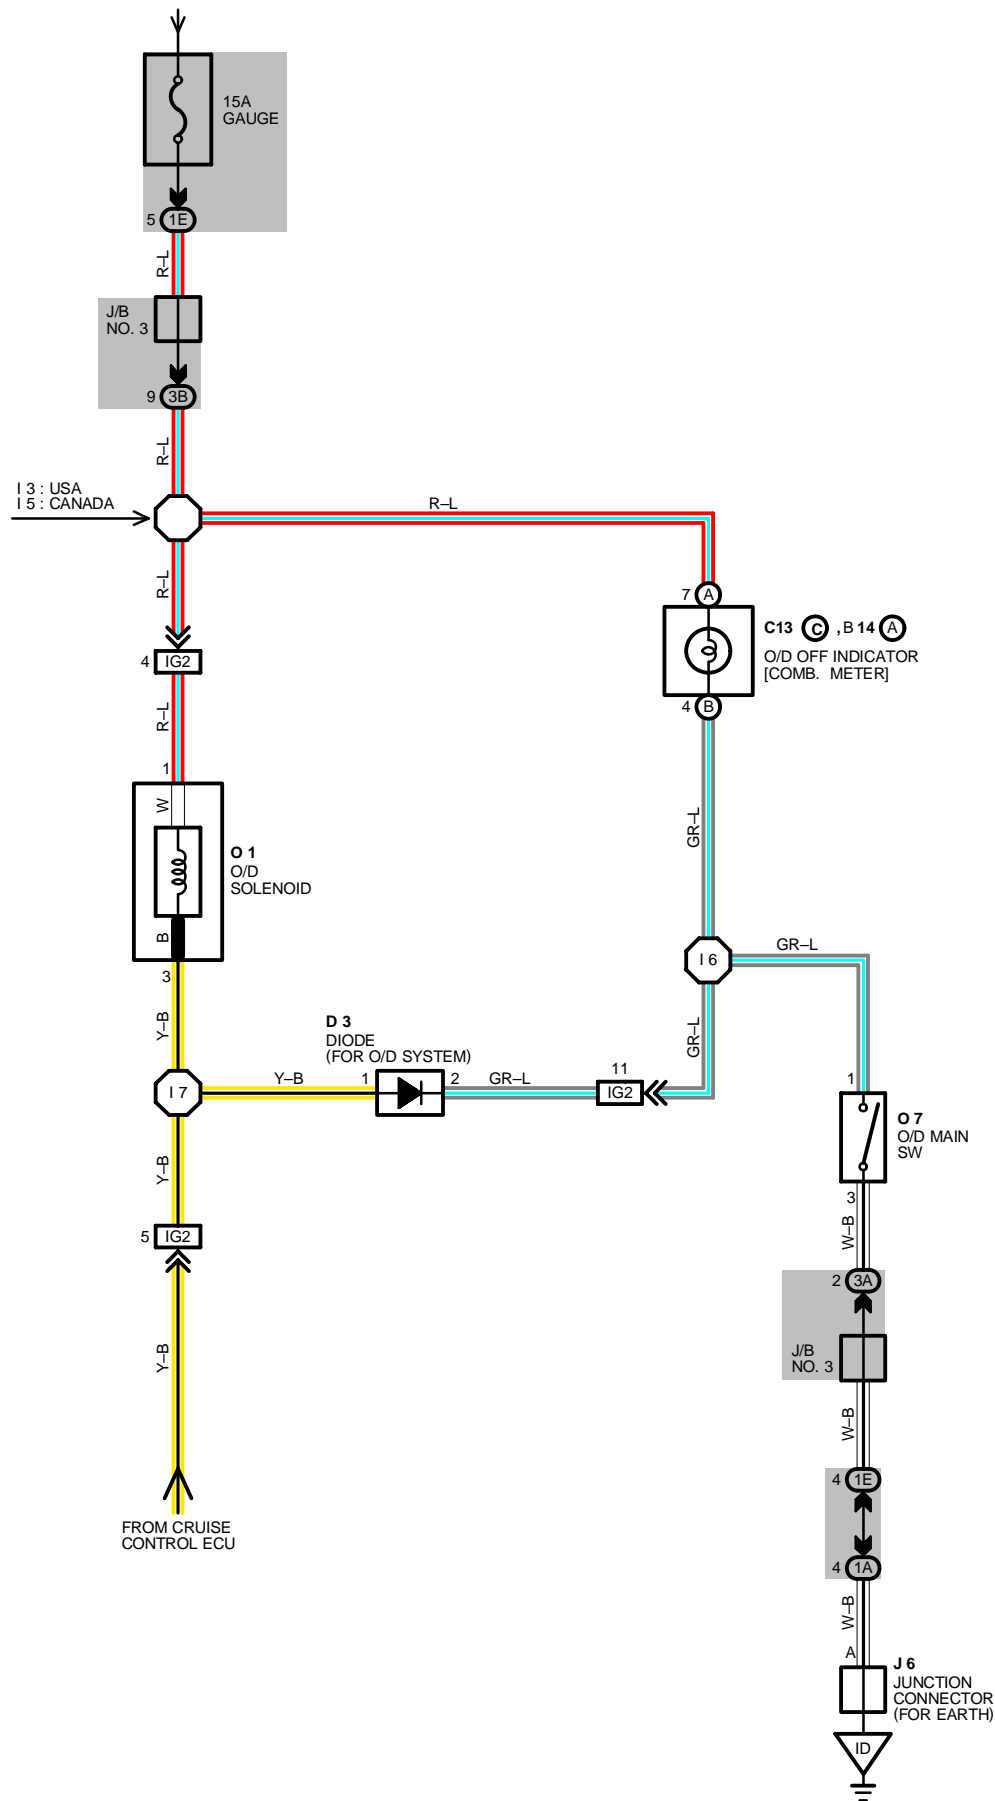 15A
GAUGE
5 1E
R–L
J/B
NO. 3
9 3B
R–L
I 3 : USA
I 5 : CANADA
R–L
R–L
7 A
C13 C , B 14 A
O/D OFF INDICATOR
[COMB. METER]
4 B
4 IG2
R–L
1
W
O 1
O/D
SOLENOID
B
3
GR–L
I 6
GR–L
Y–B
D 3
DIODE
(FOR O/D SYSTEM)
GR–L
I 7
Y–B
1
2
GR–L
11
IG2
1
O 7
O/D MAIN
SW
3
Y–B
5 IG2
W–B
2 3A
J/B
NO. 3
Y–B
W–B
4 1E
FROM CRUISE
CONTROL ECU
4 1A
W–B
A
J 6
JUNCTION
CONNECTOR
(FOR EARTH)
ID